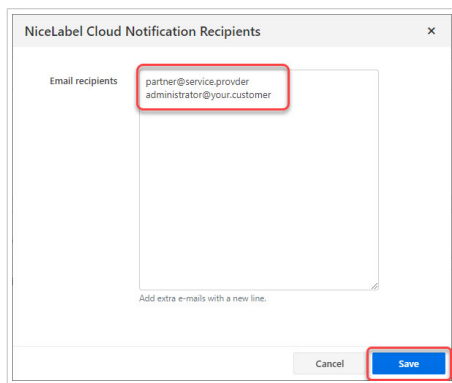 NiceLabel Cloud Notification Recipients ×
Email recipients
partner@service.provder
administrator@your.customer
Add extra e-mails with a new line.
Cancel Save